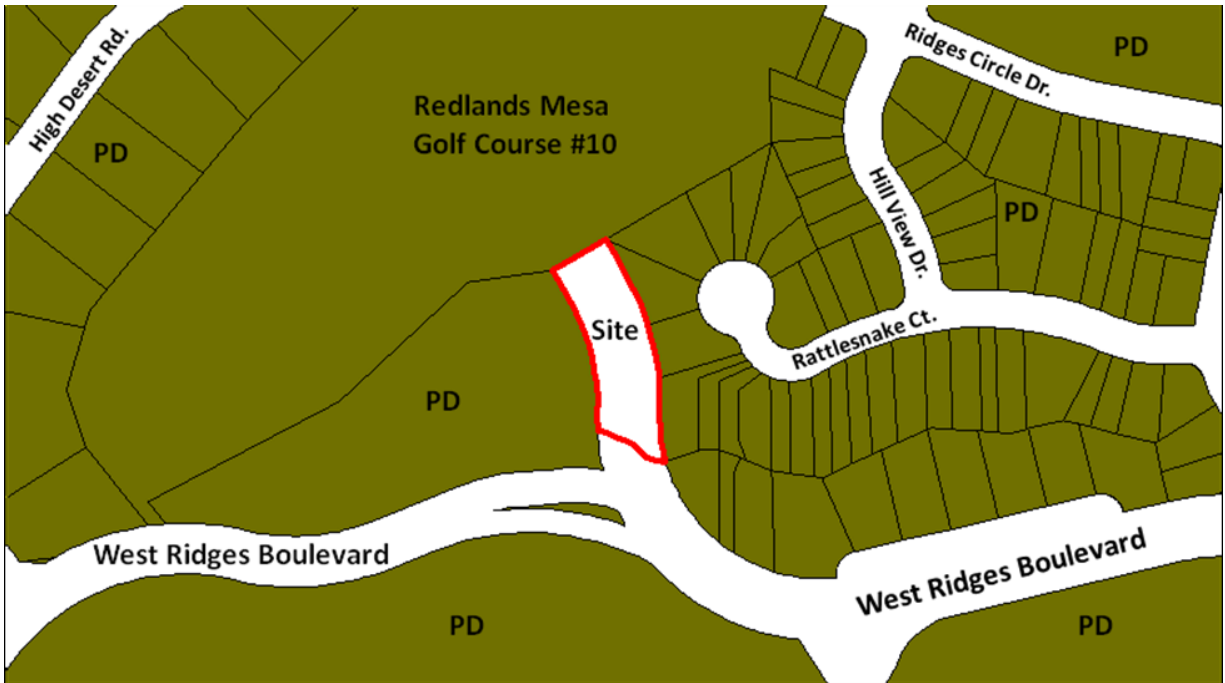 Ridges Circle Dr.
PD
High Desert Rd.
Redlands Mesa
Golf Course #10
PD
Hill View Dr.
PD
Site
Rattlesnake Ct.
PD
West Ridges Boulevard
West Ridges Boulevard
PD
PD